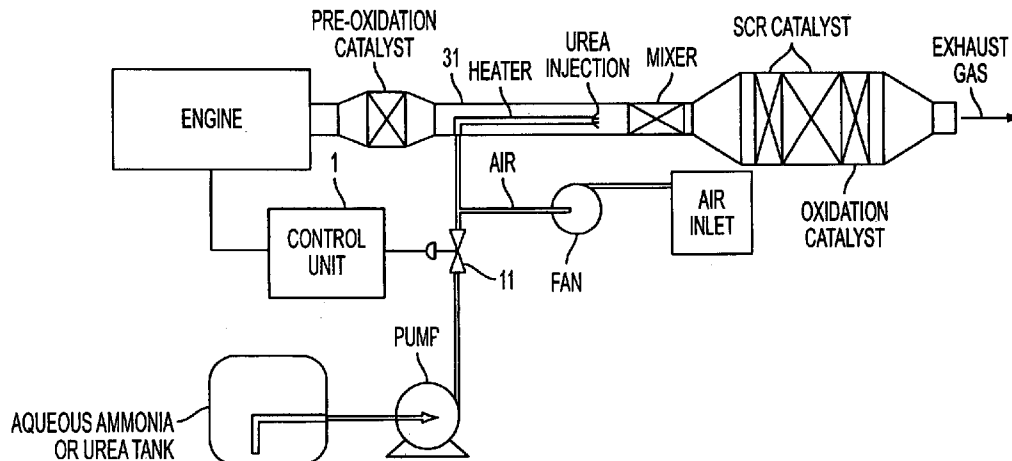 PRE-OXIDATION
CATALYST
31
HEATER
UREA
INJECTION
MIXER
SCR CATALYST
EXHAUST
GAS
ENGINE
1
AIR
AIR
INLET
OXIDATION
CATALYST
CONTROL
UNIT
11
FAN
PUMP
AQUEOUS AMMONIA
OR UREA TANK